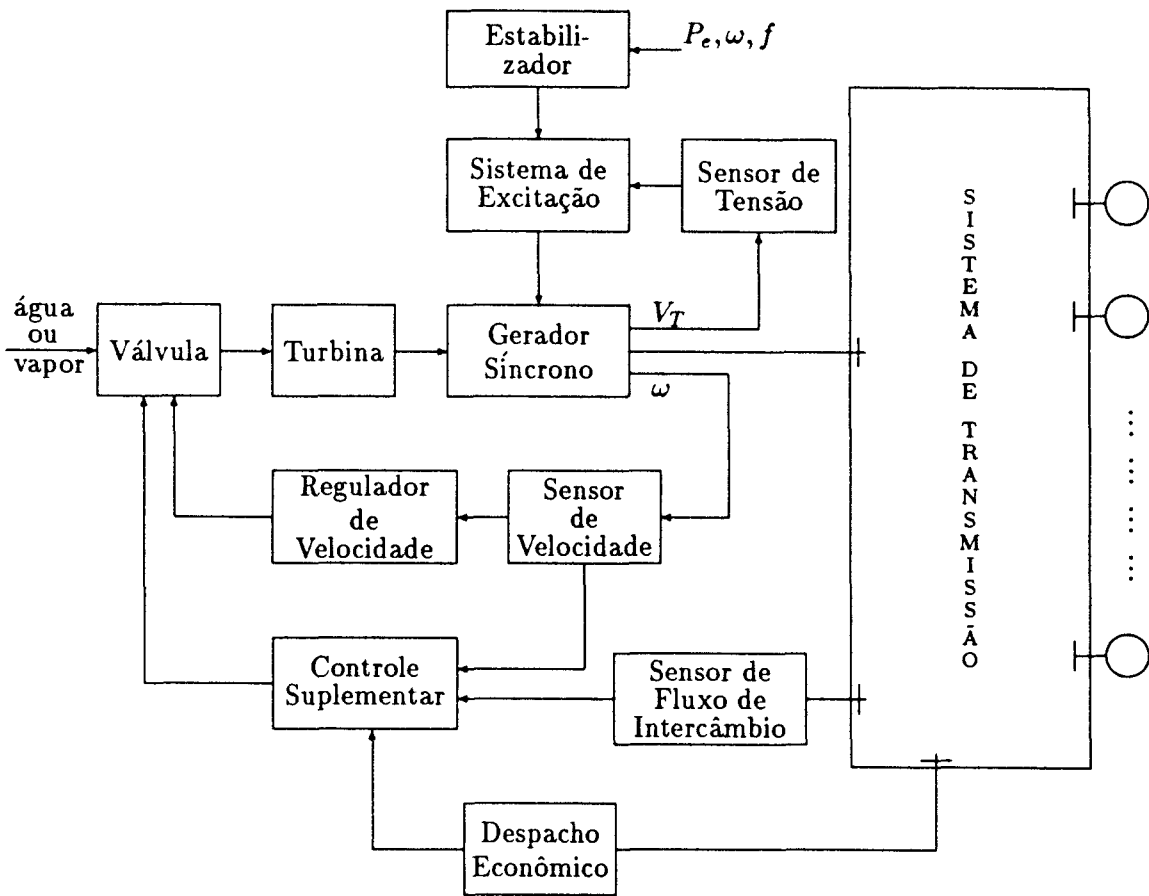 Estabili-
zador
P_e, ω, f
Sistema de
Excitação
Sensor de
Tensão
água
ou
vapor
Válvula
Turbina
Gerador
Síncrono
V_T
ω
Regulador
de
Velocidade
Sensor
de
Velocidade
Controle
Suplementar
Sensor de
Fluxo de
Intercâmbio
Despacho
Econômico
SISTEMA DE TRANSMISSÃO
... ... ... ...